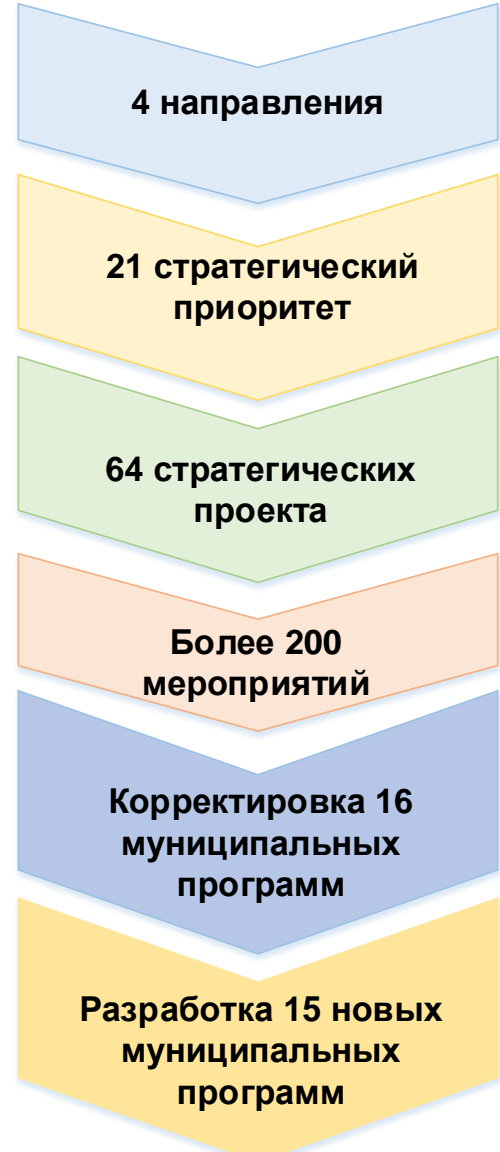 4 направления
21 стратегический
приоритет
64 стратегических
проекта
Более 200
мероприятий
Корректировка 16
муниципальных
программ
Разработка 15 новых
муниципальных
программ